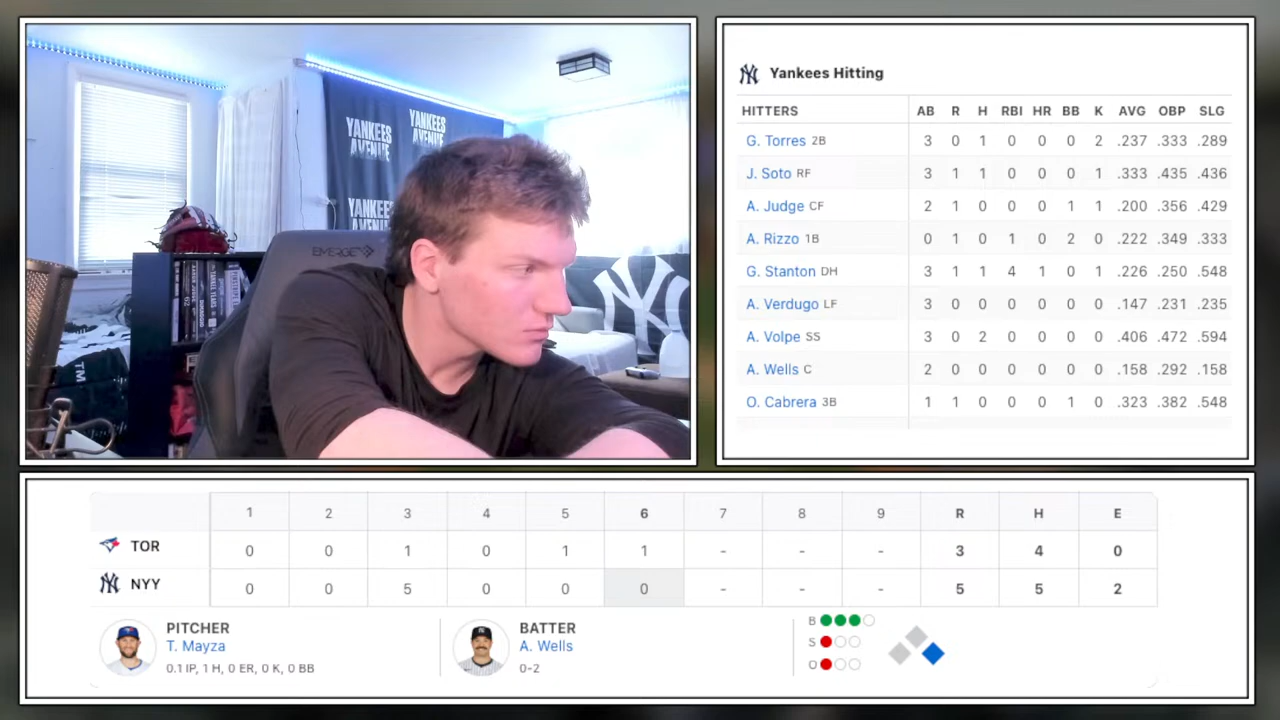 YANKEES
AVENUE
YANKEES
AVENUE
YANKEES
EMERGE
NY
Yankees Hitting
HITTERS AB H RBI HR BB K AVG OBP SLG
G. Torres 2B 3 1 0 0 0 2 .237 .333 .289
J. Soto RF 3 1 1 0 0 0 1 .333 .435 .436
A. Judge CF 2 0 0 0 1 1 .200 .356 .429
A. Rizzo 1B 0 0 1 0 2 0 .222 .349 .333
G. Stanton DH 3 1 1 4 1 0 1 .226 .250 .548
A. Verdugo LF 3 0 0 0 0 0 0 .147 .231 .235
A. Volpe SS 3 0 2 0 0 0 0 .406 .472 .594
A. Wells C 2 0 0 0 0 0 0 .158 .292 .158
O. Cabrera 3B 1 1 0 0 0 1 0 .323 .382 .548
1 2 3 4 5 6 7 8 9 R H E
TOR 0 0 1 0 1 1 - - - 3 4 0
NYY 0 0 5 0 0 0 - - - 5 5 2
PITCHER
T. Mayza
0.1 IP, 1 H, 0 ER, 0 K, 0 BB
BATTER
A. Wells
0-2
B
S
O